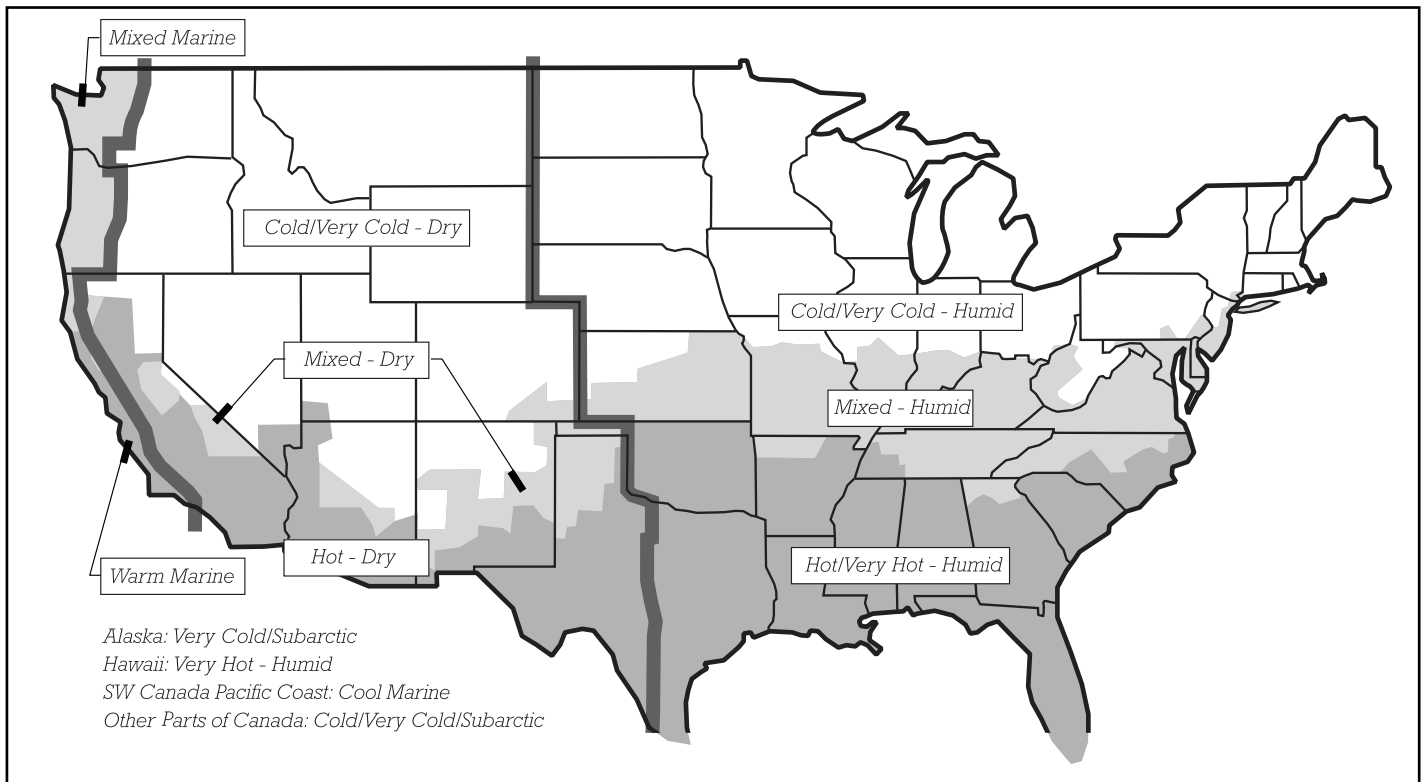 Mixed Marine
Cold/Very Cold - Dry
Cold/Very Cold - Humid
Mixed - Dry
Mixed - Humid
Hot - Dry
Hot/Very Hot - Humid
Warm Marine
Alaska: Very Cold/Subarctic
Hawaii: Very Hot - Humid
SW Canada Pacific Coast: Cool Marine
Other Parts of Canada: Cold/Very Cold/Subarctic